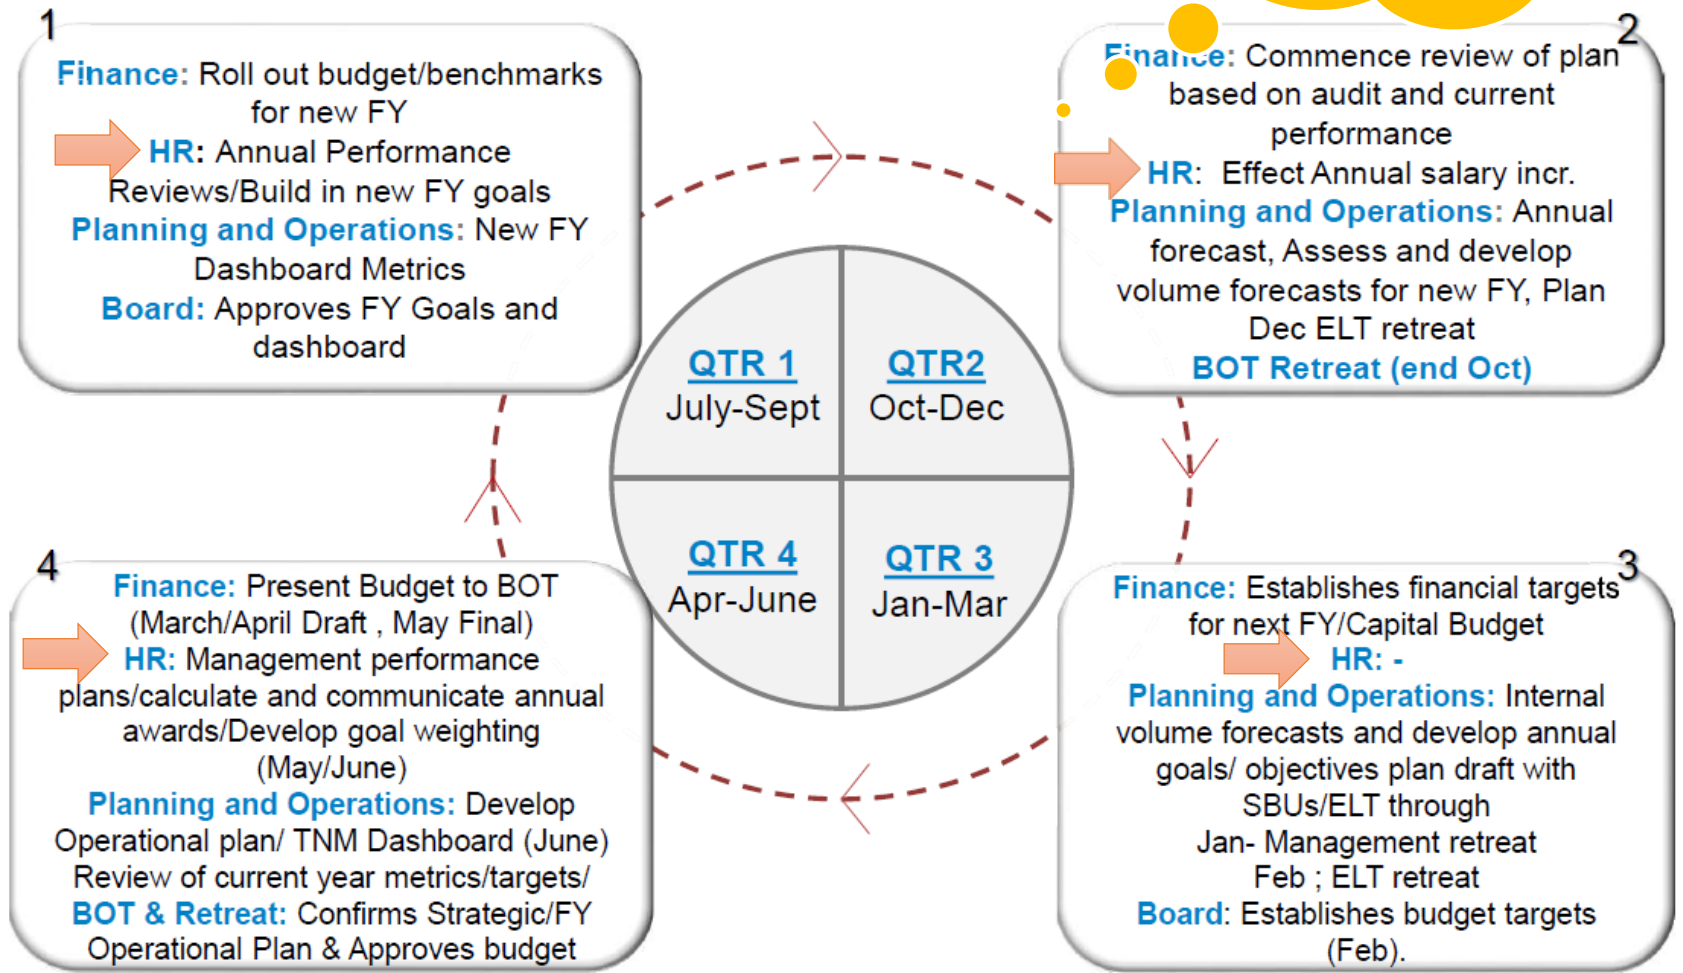 1
Finance: Roll out budget/benchmarks
for new FY
HR: Annual Performance
Reviews/Build in new FY goals
Planning and Operations: New FY
Dashboard Metrics
Board: Approves FY Goals and
dashboard
2
Finance: Commence review of plan
based on audit and current
performance
HR: Effect Annual salary incr.
Planning and Operations: Annual
forecast, Assess and develop
volume forecasts for new FY, Plan
Dec ELT retreat
BOT Retreat (end Oct)
QTR 1
July-Sept
QTR2
Oct-Dec
QTR 4
Apr-June
QTR 3
Jan-Mar
4
Finance: Present Budget to BOT
(March/April Draft , May Final)
HR: Management performance
plans/calculate and communicate annual
awards/Develop goal weighting
(May/June)
Planning and Operations: Develop
Operational plan/ TNM Dashboard (June)
Review of current year metrics/targets/
BOT & Retreat: Confirms Strategic/FY
Operational Plan & Approves budget
3
Finance: Establishes financial targets
for next FY/Capital Budget
HR: -
Planning and Operations: Internal
volume forecasts and develop annual
goals/ objectives plan draft with
SBUs/ELT through
Jan- Management retreat
Feb ; ELT retreat
Board: Establishes budget targets
(Feb).